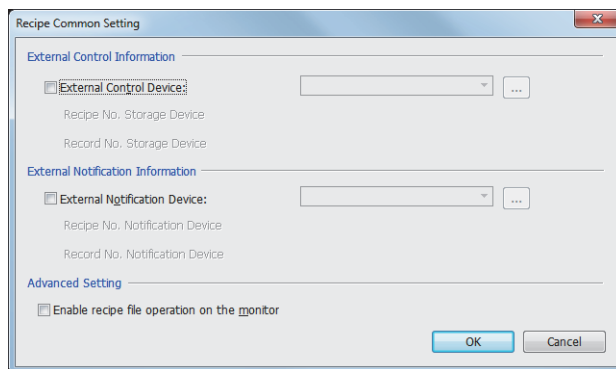 Recipe Common Setting
External Control Information
External Control Device:
...
Recipe No. Storage Device
Record No. Storage Device
External Notification Information
External Notification Device:
...
Recipe No. Notification Device
Record No. Notification Device
Advanced Setting
Enable recipe file operation on the monitor
OK Cancel